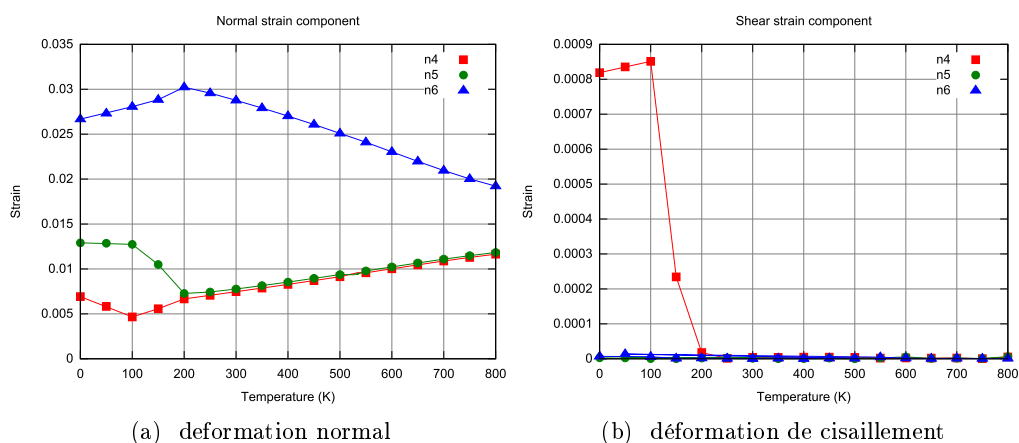 Normal strain component
0.035
0.03
0.025
0.02
0.015
0.01
0.005
0
Strain
n4
n5
n6
0 100 200 300 400 500 600 700 800
Temperature (K)
(a) deformation normal
Shear strain component
0.0009
0.0008
0.0007
0.0006
0.0005
0.0004
0.0003
0.0002
0.0001
0
Strain
n4
n5
n6
0 100 200 300 400 500 600 700 800
Temperature (K)
(b) déformation de cisaillement